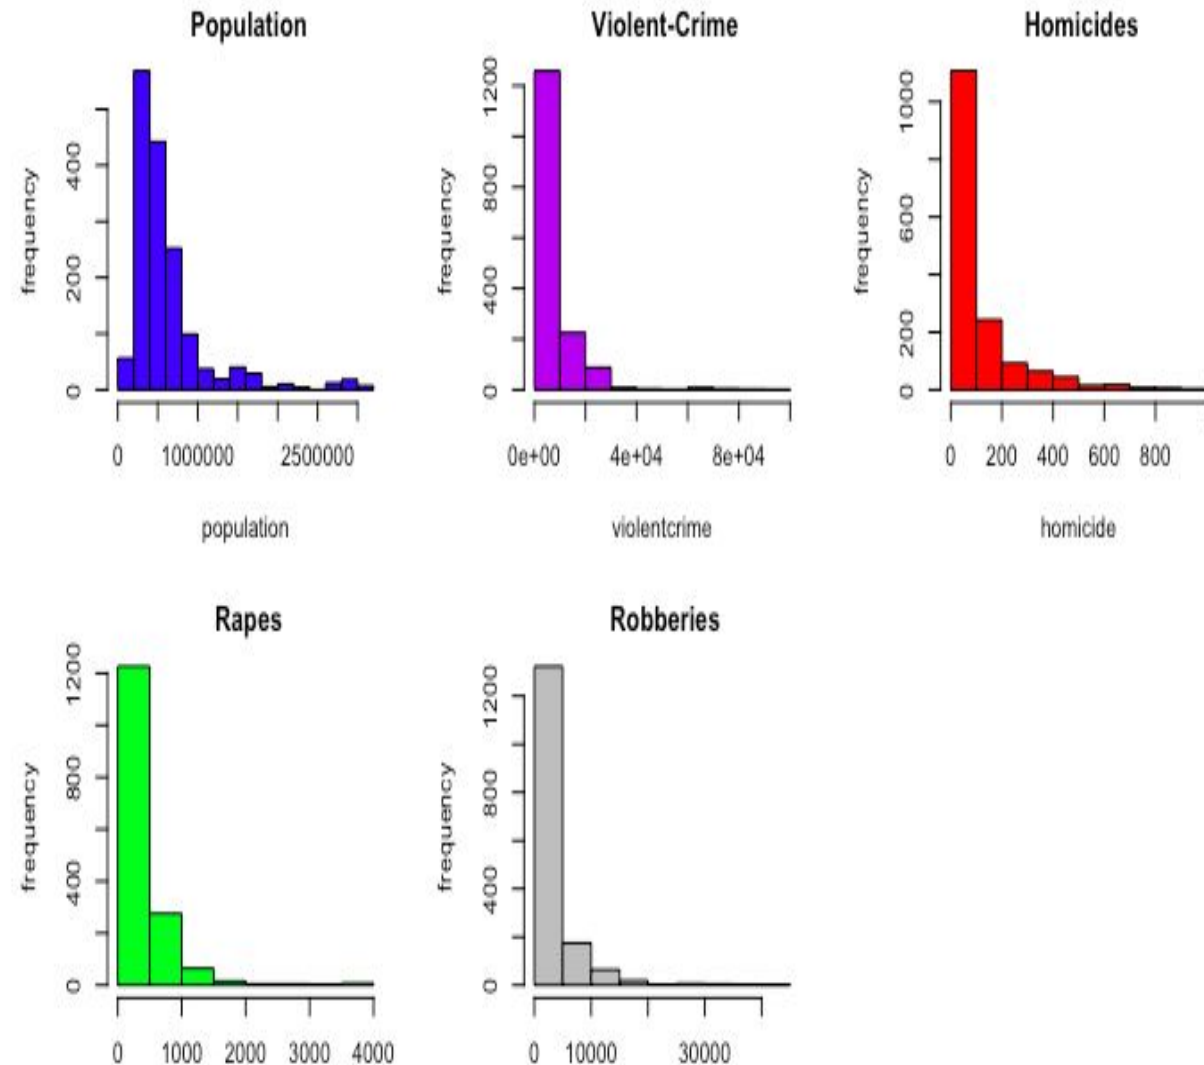 Population
frequency
0 200 400
0 1000000 2500000
population
Violent-Crime
frequency
0 400 800 1200
0e+00 4e+04 8e+04
violentcrime
Homicides
frequency
0 200 600 1000
0 200 400 600 800
homicide
Rapes
frequency
0 400 800 1200
0 1000 2000 3000 4000
Robberies
frequency
0 400 800 1200
0 10000 30000